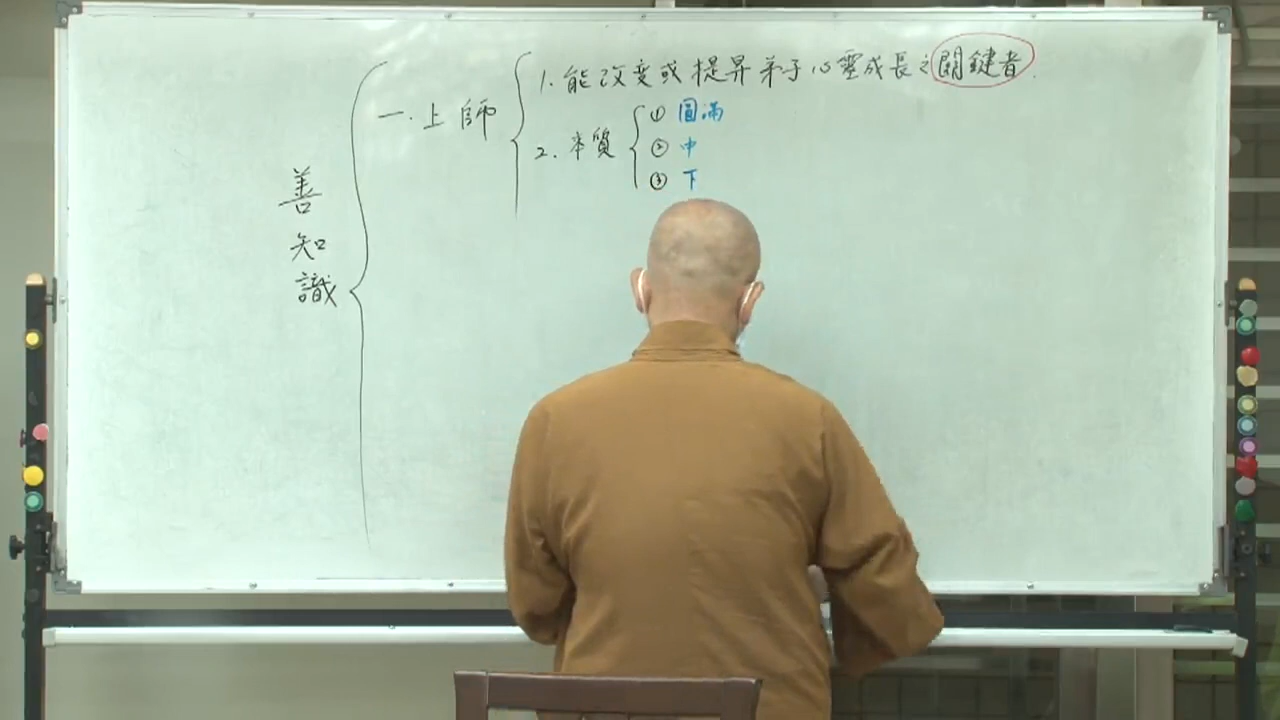 善知識
一. 上師
1. 能改变或提昇弟子心靈成長之關鍵者.
2. 本質
① 圓滿
② 中
③ 下